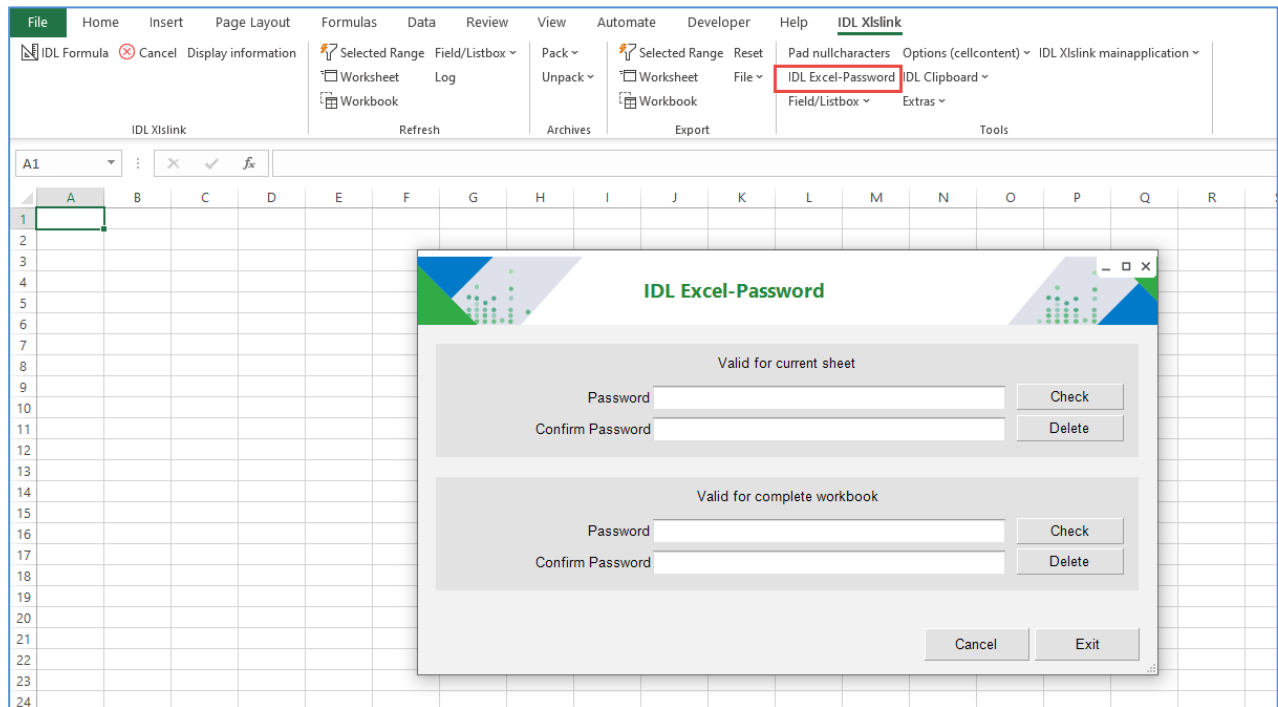 File Home Insert Page Layout Formulas Data Review View Automate Developer Help IDL Xlslink
IDL Formula Cancel Display information Selected Range Field/Listbox Pack Selected Range Reset Pad nullcharacters Options (cellcontent) IDL Xlslink mainapplication
Worksheet Log Unpack Worksheet File IDL Excel-Password IDL Clipboard
Workbook Workbook Field/Listbox Extras
IDL Xlslink Refresh Archives Export Tools
A1 fx
A B C D E F G H I J K L M N O P Q R
1
2
3
4
5
6
7
8
9
10
11
12
13
14
15
16
17
18
19
20
21
22
23
24
IDL Excel-Password
Valid for current sheet
Password Check
Confirm Password Delete
Valid for complete workbook
Password Check
Confirm Password Delete
Cancel Exit